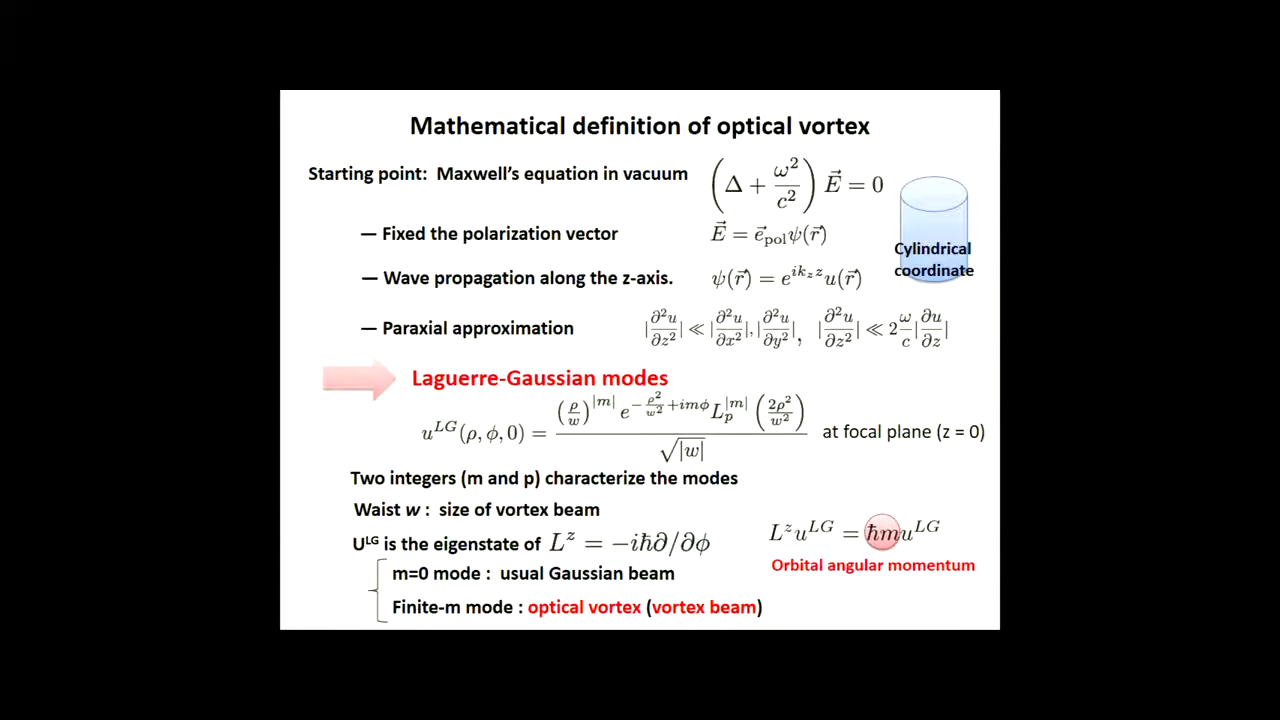 Mathematical definition of optical vortex
Starting point: Maxwell's equation in vacuum (Δ + ω²/c²) E⃗ = 0
— Fixed the polarization vector E⃗ = e⃗_pol ψ(r⃗)
Cylindrical
coordinate
— Wave propagation along the z-axis. ψ(r⃗) = e^{ik_z z} u(r⃗)
— Paraxial approximation |∂²u/∂z²| ≪ |∂²u/∂x²|, |∂²u/∂y²|, |∂²u/∂z²| ≪ 2 ω/c |∂u/∂z|
Laguerre-Gaussian modes
u^{LG}(ρ, ϕ, 0) = (ρ/w)^{|m|} e^{−ρ²/w² + imϕ} L_p^{|m|} (2ρ²/w²) / √|w| at focal plane (z = 0)
Two integers (m and p) characterize the modes
Waist w : size of vortex beam
U^{LG} is the eigenstate of L^z = −iħ∂/∂ϕ
L^z u^{LG} = ħm u^{LG}
Orbital angular momentum
m=0 mode : usual Gaussian beam
Finite-m mode : optical vortex (vortex beam)